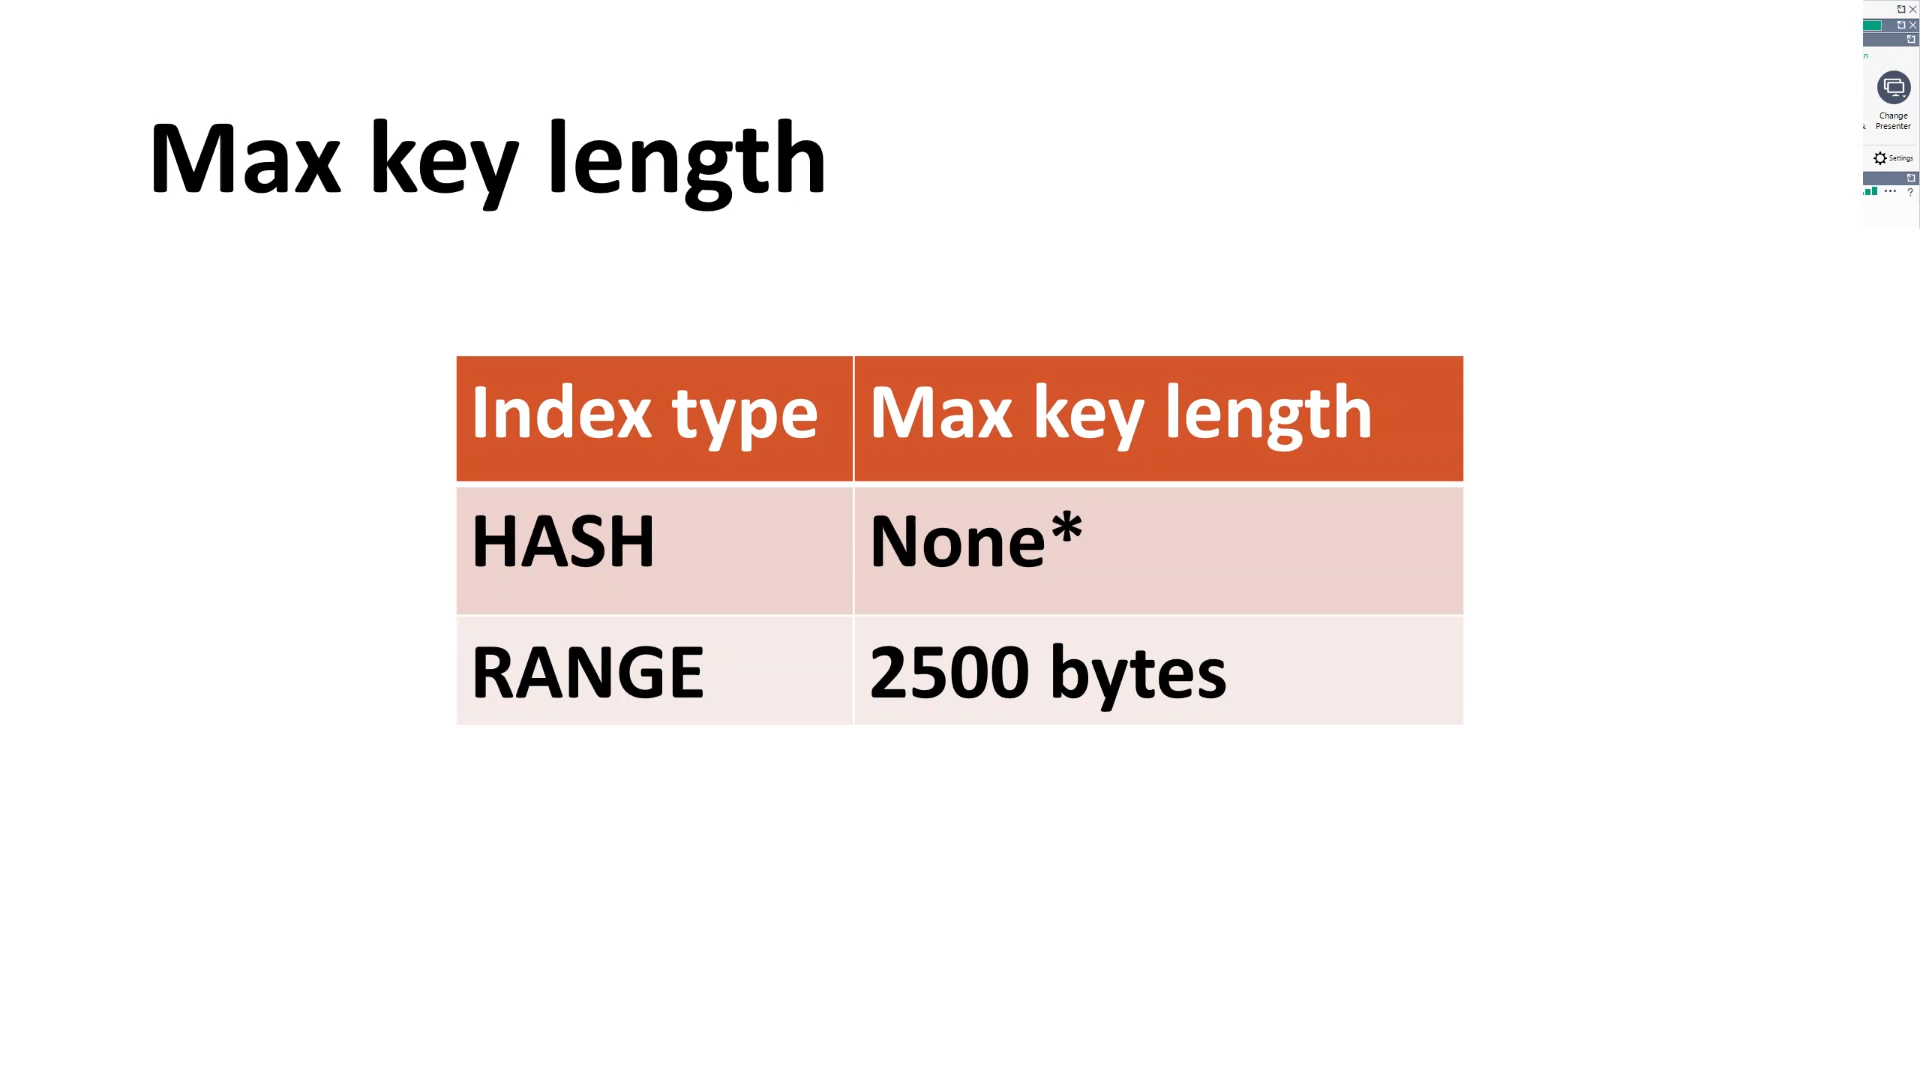 Max key length
Index type Max key length
HASH None*
RANGE 2500 bytes
Change
Presenter
Settings
?